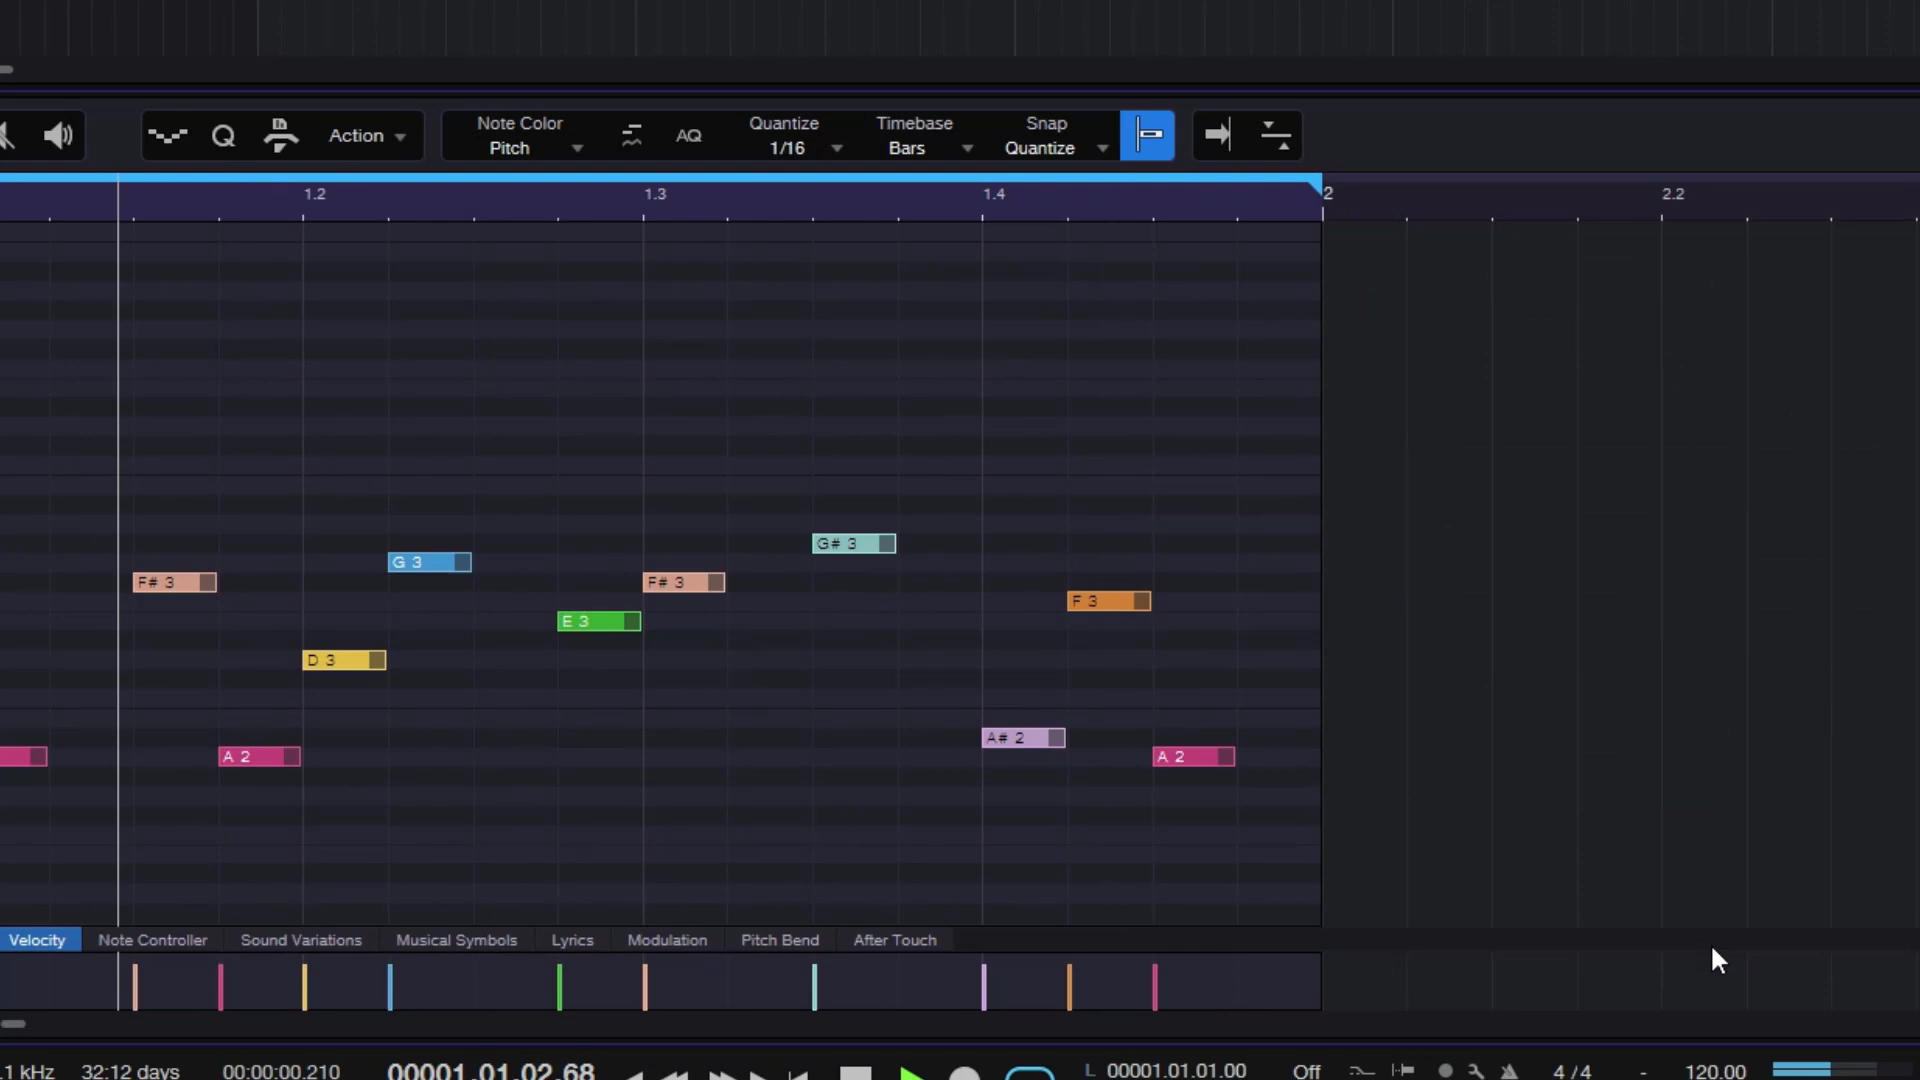 Q Action Note Color AQ Quantize Timebase Snap
Pitch 1/16 Bars Quantize
1.2 1.3 1.4 2 2.2
G# 3
G 3
F# 3 F# 3
F 3
E 3
D 3
A# 2
A 2 A 2
Velocity Note Controller Sound Variations Musical Symbols Lyrics Modulation Pitch Bend After Touch
.1 kHz 32:12 days 00:00:00.210 00001.01.02.68 L 00001.01.01.00 Off 4 / 4 - 120.00